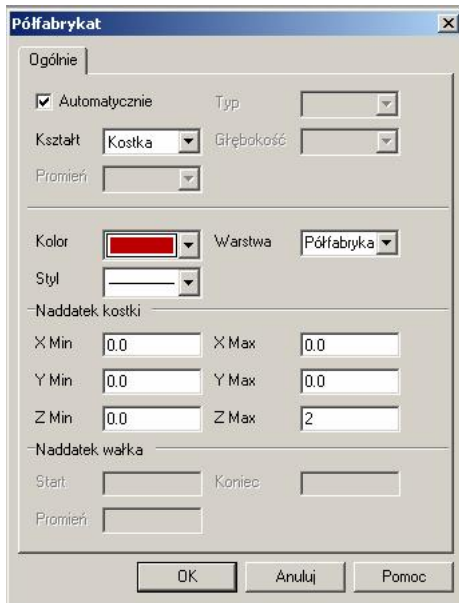 Półfabrykat
Ogólnie
Automatycznie Typ
Kształt Kostka Głębokość
Promień
Kolor Warstwa Półfabryka
Styl
Naddatek kostki
X Min 0.0 X Max 0.0
Y Min 0.0 Y Max 0.0
Z Min 0.0 Z Max 2
Naddatek wałka
Start Koniec
Promień
OK Anuluj Pomoc